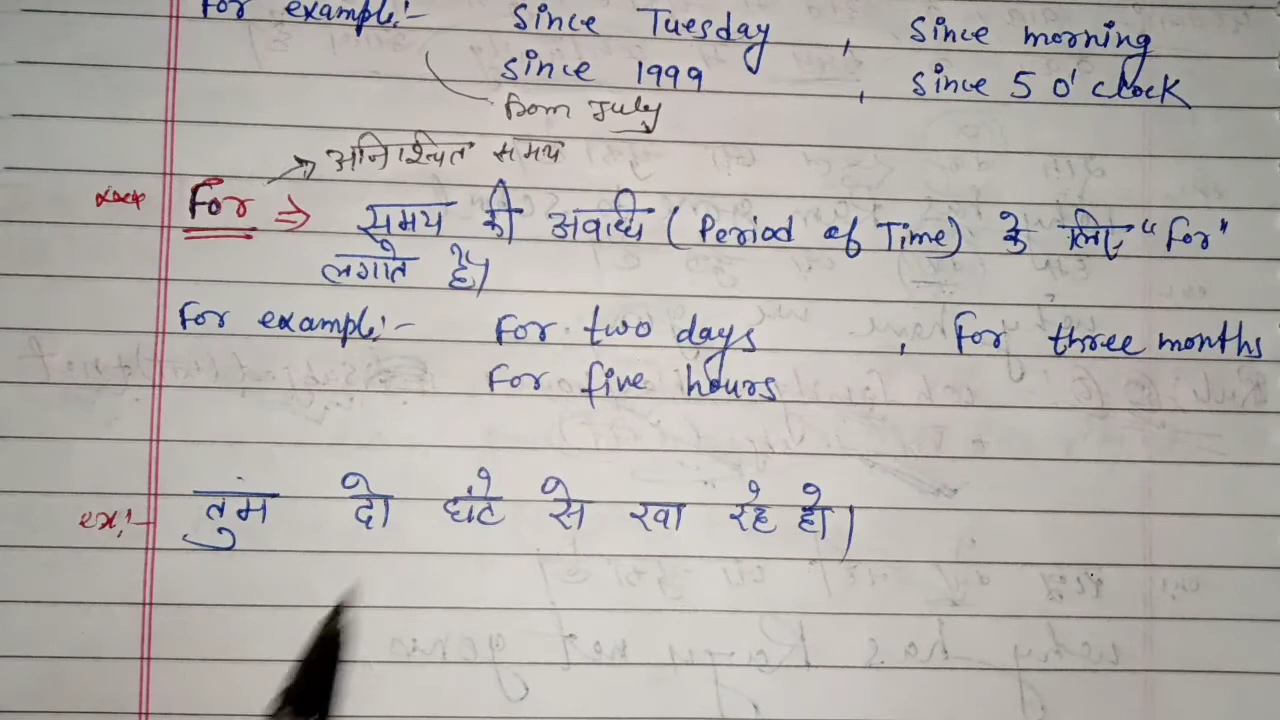 For example:- Since Tuesday , Since morning
Since 1999 , Since 5 o'clock
from July
अनिश्चित समय
For ⇒ समय की अवधि (Period of Time) के लिए "for"
लगाते है।
For example:- For two days , For three months
For five hours
ex:- तुम दो घंटे से खा रहे हो।